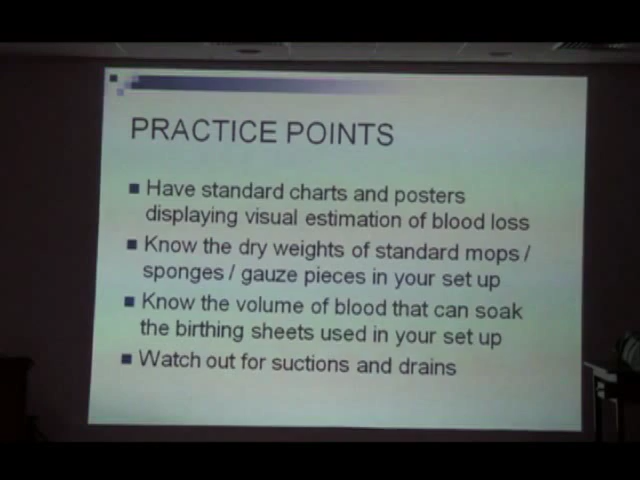 PRACTICE POINTS
Have standard charts and posters
displaying visual estimation of blood loss
Know the dry weights of standard mops /
sponges / gauze pieces in your set up
Know the volume of blood that can soak
the birthing sheets used in your set up
Watch out for suctions and drains